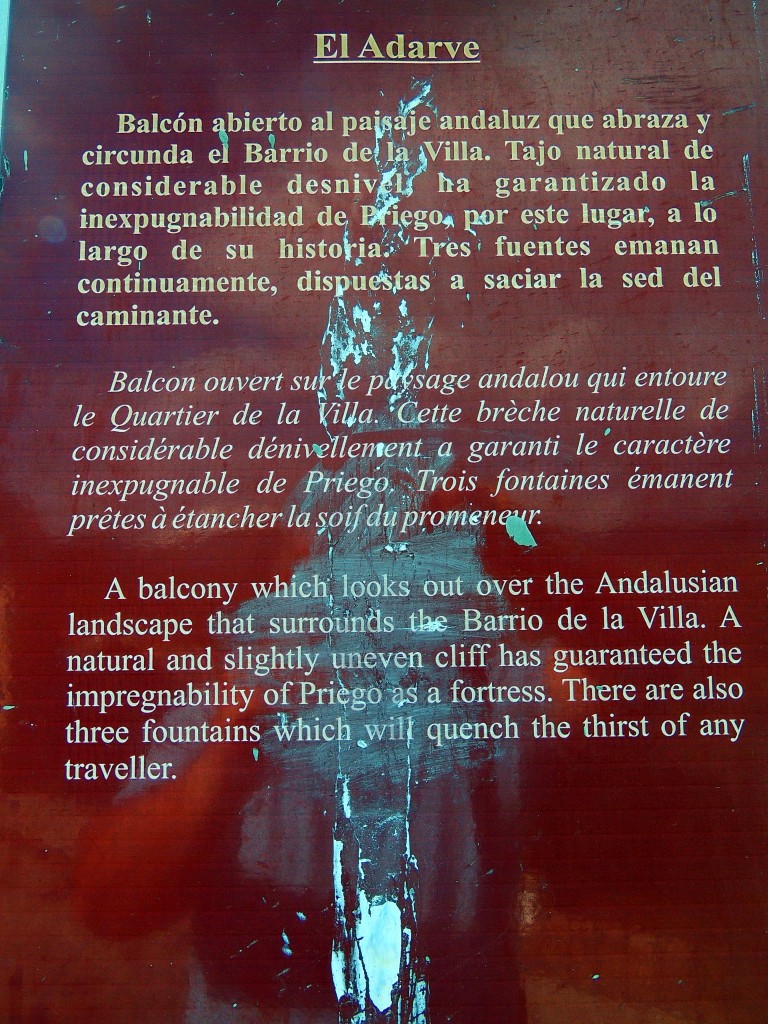 El Adarve
Balcón abierto al paisaje andaluz que abraza y
circunda el Barrio de la Villa. Tajo natural de
considerable desnivel, ha garantizado la
inexpugnabilidad de Priego, por este lugar, a lo
largo de su historia. Tres fuentes emanan
continuamente, dispuestas a saciar la sed del
caminante.
Balcon ouvert sur le paysage andalou qui entoure
le Quartier de la Villa. Cette brèche naturelle de
considérable dénivellement a garanti le caractère
inexpugnable de Priego. Trois fontaines émanent
prêtes à étancher la soif du promeneur.
A balcony which looks out over the Andalusian
landscape that surrounds the Barrio de la Villa. A
natural and slightly uneven cliff has guaranteed the
impregnability of Priego as a fortress. There are also
three fountains which will quench the thirst of any
traveller.